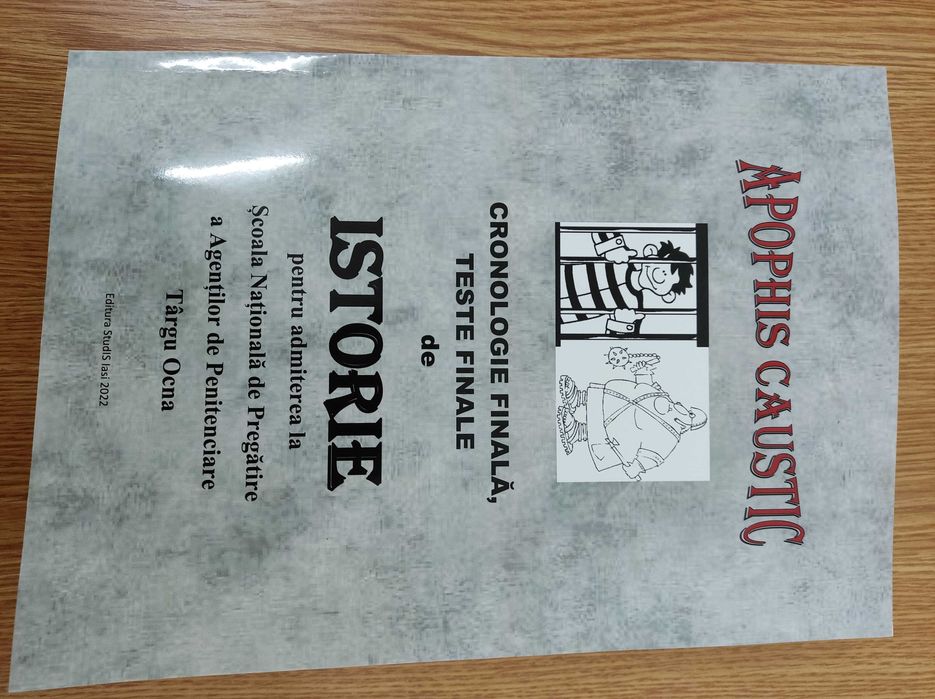 APOPHIS CAUSTIC
CRONOLOGIE FINALĂ,
TESTE FINALE
de
ISTORIE
pentru admiterea la
Școala Națională de Pregătire
a Agenților de Penitenciare
Târgu Ocna
Editura StudIS Iasi 2022